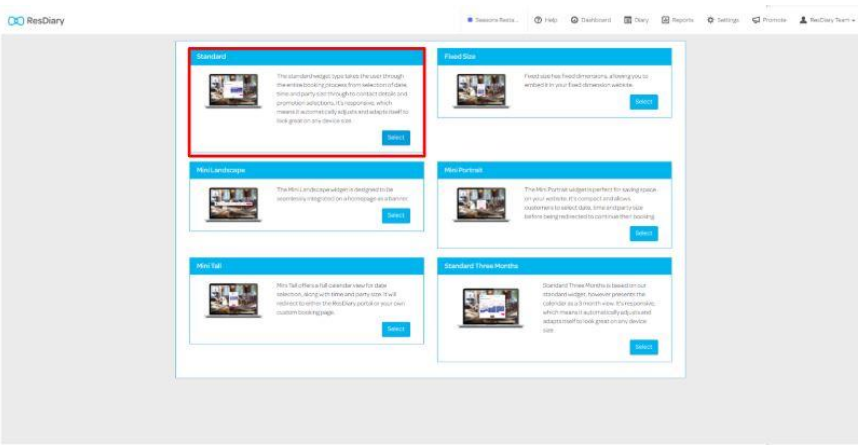 ResDiary
Seasons Resta...
Help
Dashboard
Diary
Reports
Settings
Promote
ResDiary Team
Standard
The standard widget type takes the user through
the entire booking process from selection of date,
time and party size through to contact details and
promotion selections. It's responsive, which
means it automatically adjusts and adapts itself to
look great on any device size.
Select
Fixed Size
Fixed size has fixed dimensions, allowing you to
embed it in your fixed dimension website.
Select
Mini Landscape
The Mini Landscape widget is designed to be
seamlessly integrated on a homepage as a banner.
Select
Mini Portrait
The Mini Portrait widget is perfect for saving space
on your website. It's compact and allows
customers to select date, time and party size
before being redirected to continue their booking.
Select
Mini Tall
Mini Tall offers a full calendar view for date
selection, along with time and party size. It will
redirect to either the ResDiary portal or your own
custom booking page.
Select
Standard Three Months
Standard Three Months is based on our
standard widget, however presents the
calendar as a 3 month view. It's responsive,
which means it automatically adjusts and
adapts itself to look great on any device
size.
Select